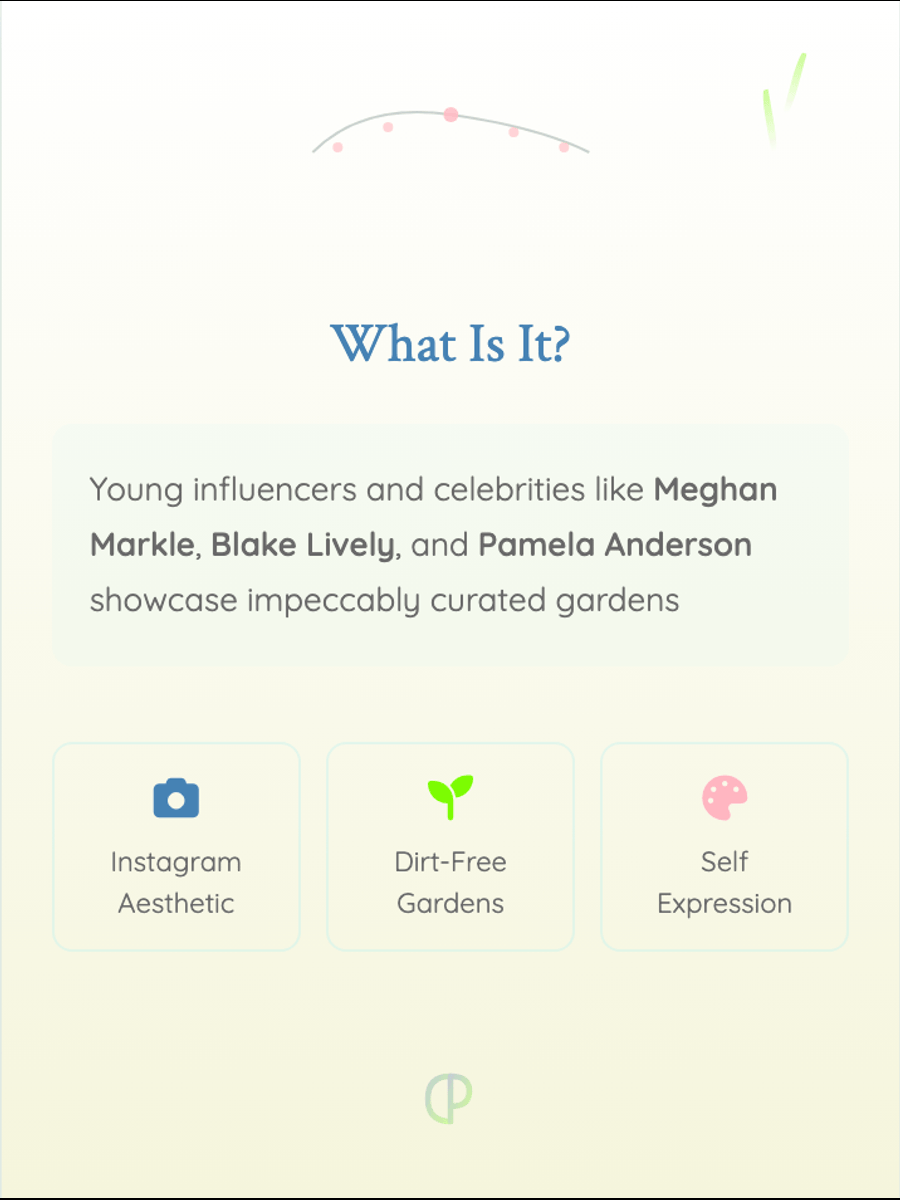 What Is It?
Young influencers and celebrities like Meghan
Markle, Blake Lively, and Pamela Anderson
showcase impeccably curated gardens
Instagram
Aesthetic
Dirt-Free
Gardens
Self
Expression